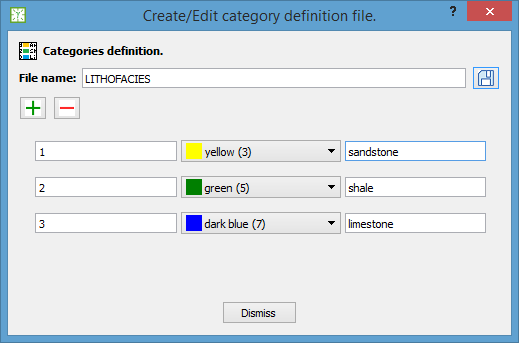 Create/Edit category definition file.
?
Categories definition.
File name: LITHOFACIES
1 yellow (3) sandstone
2 green (5) shale
3 dark blue (7) limestone
Dismiss